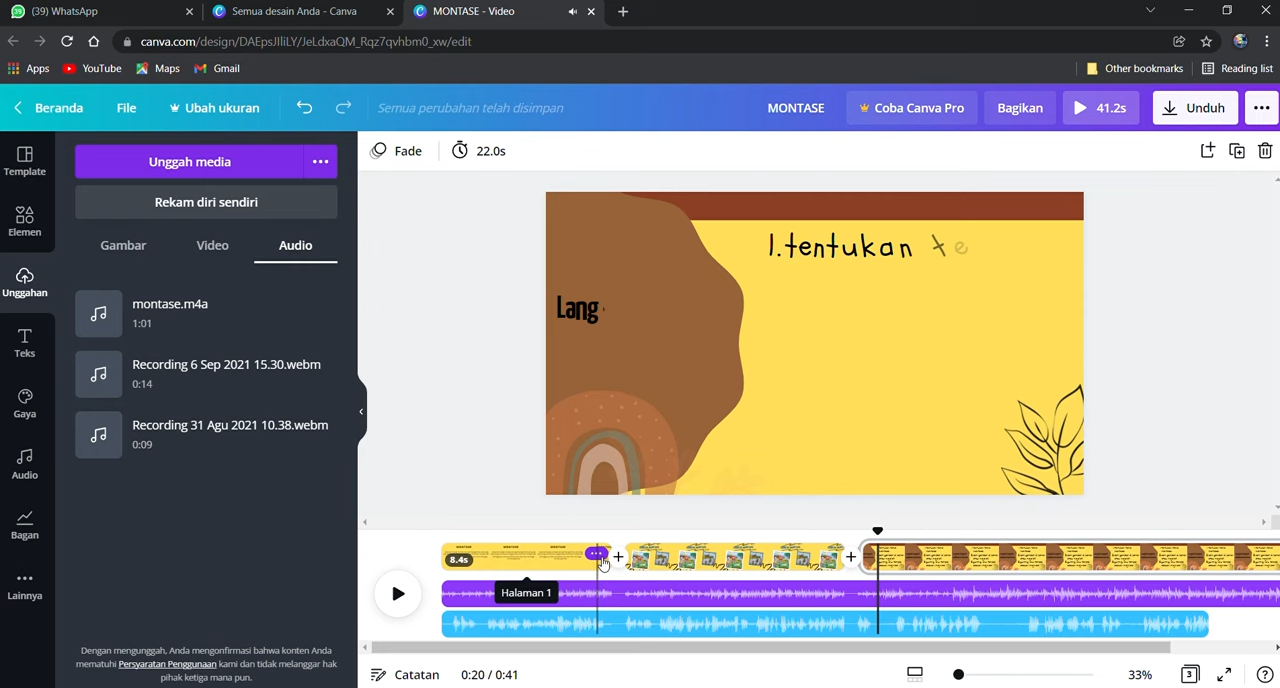 (39) WhatsApp
Semua desain Anda - Canva
MONTASE - Video
canva.com/design/DAEpsJIliLY/JeLdxaQM_Rqz7qvhbm0_xw/edit
Apps
YouTube
Maps
Gmail
Other bookmarks
Reading list
Beranda
File
Ubah ukuran
Semua perubahan telah disimpan
MONTASE
Coba Canva Pro
Bagikan
41.2s
Unduh
Template
Elemen
Unggahan
Teks
Gaya
Audio
Bagan
Lainnya
Unggah media
Rekam diri sendiri
Gambar
Video
Audio
montase.m4a
1:01
Recording 6 Sep 2021 15.30.webm
0:14
Recording 31 Agu 2021 10.38.webm
0:09
Dengan mengunggah, Anda mengonfirmasi bahwa konten Anda
mematuhi Persyaratan Penggunaan kami dan tidak melanggar hak
pihak ketiga mana pun.
Fade
22.0s
1.tentukan te
Lang
8.4s
Halaman 1
Catatan
0:20 / 0:41
33%
3